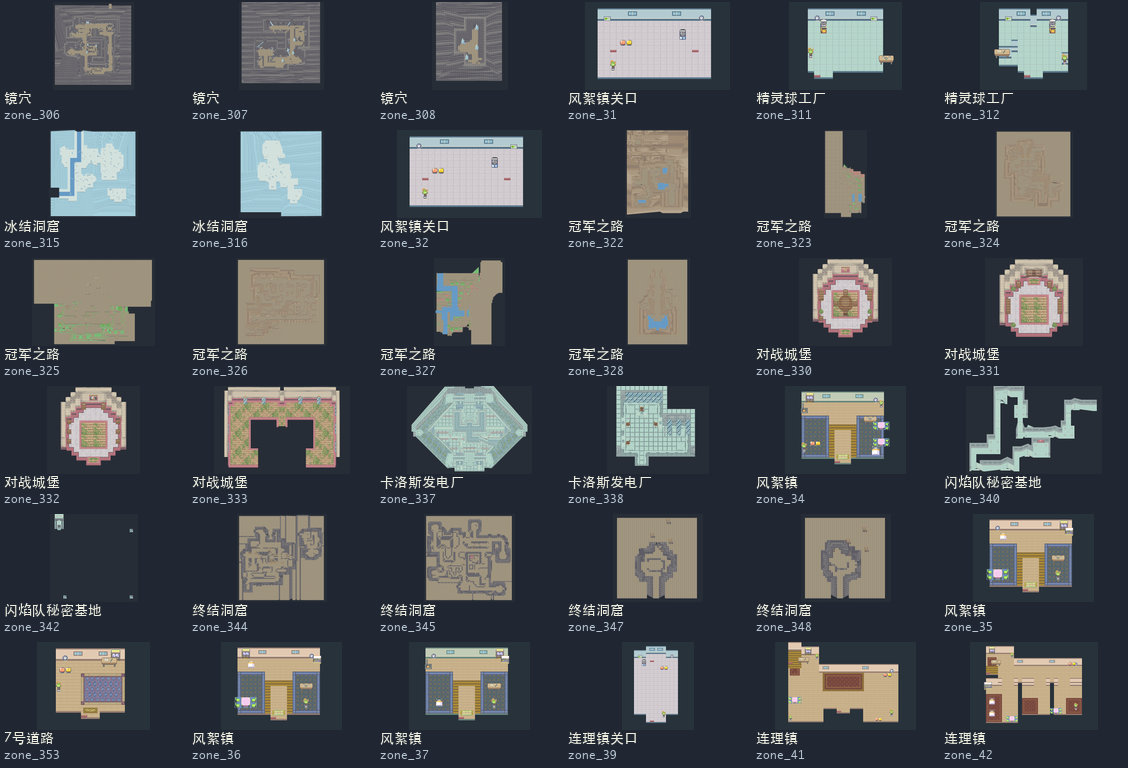 镜穴
zone_306
镜穴
zone_307
镜穴
zone_308
风絮镇关口
zone_31
精灵球工厂
zone_311
精灵球工厂
zone_312
冰结洞窟
zone_315
冰结洞窟
zone_316
风絮镇关口
zone_32
冠军之路
zone_322
冠军之路
zone_323
冠军之路
zone_324
冠军之路
zone_325
冠军之路
zone_326
冠军之路
zone_327
冠军之路
zone_328
对战城堡
zone_330
对战城堡
zone_331
对战城堡
zone_332
对战城堡
zone_333
卡洛斯发电厂
zone_337
卡洛斯发电厂
zone_338
风絮镇
zone_34
闪焰队秘密基地
zone_340
闪焰队秘密基地
zone_342
终结洞窟
zone_344
终结洞窟
zone_345
终结洞窟
zone_347
终结洞窟
zone_348
风絮镇
zone_35
7号道路
zone_353
风絮镇
zone_36
风絮镇
zone_37
连理镇关口
zone_39
连理镇
zone_41
连理镇
zone_42